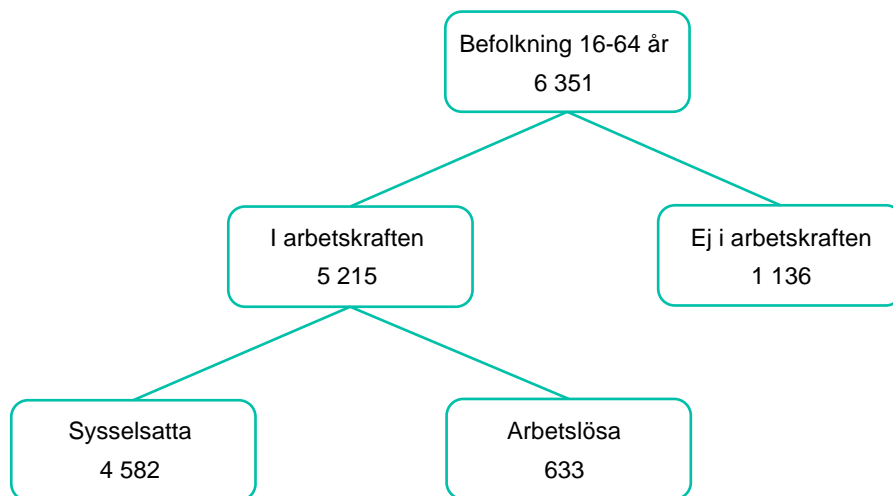 Befolkning 16-64 år
6 351
I arbetskraften
5 215
Ej i arbetskraften
1 136
Sysselsatta
4 582
Arbetslösa
633